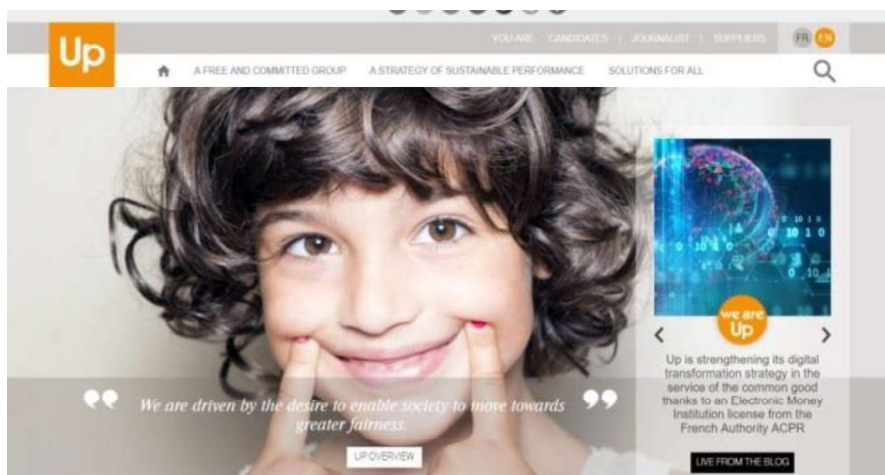 Up
YOU ARE: CANDIDATES | JOURNALIST | SUPPLIERS
FR EN
A FREE AND COMMITTED GROUP
A STRATEGY OF SUSTAINABLE PERFORMANCE
SOLUTIONS FOR ALL
we are
Up
Up is strengthening its digital
transformation strategy in the
service of the common good
thanks to an Electronic Money
Institution license from the
French Authority ACPR
LIVE FROM THE BLOG
“ We are driven by the desire to enable society to move towards ”
greater fairness.
UP OVERVIEW